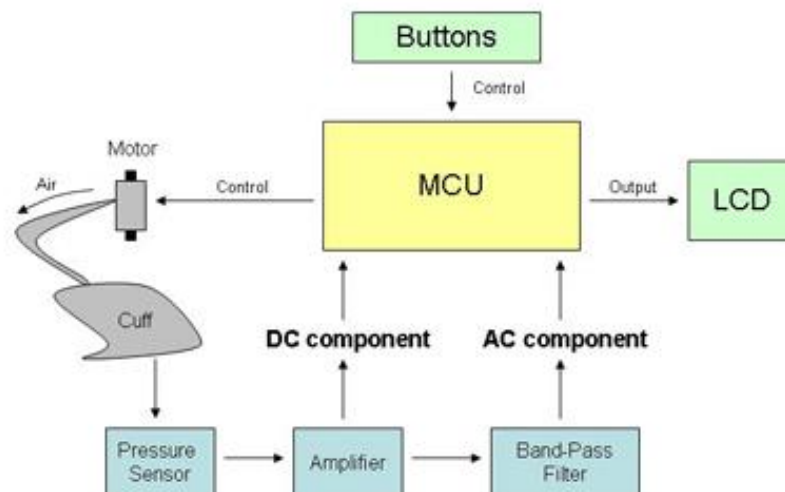 Buttons
Control
Motor
Air
Control
MCU
Output
LCD
Cuff
DC component
AC component
Pressure
Sensor
Amplifier
Band-Pass
Filter